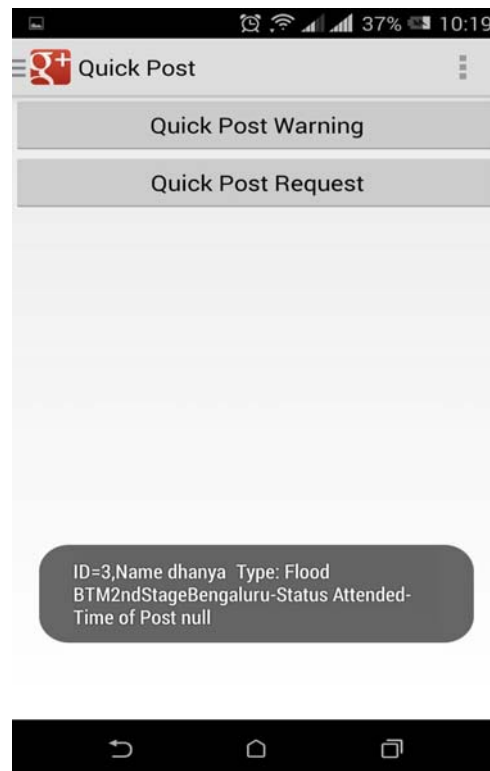 37% 10:19
g+ Quick Post
Quick Post Warning
Quick Post Request
ID=3,Name dhanya Type: Flood
BTM2ndStageBengaluru-Status Attended-
Time of Post null